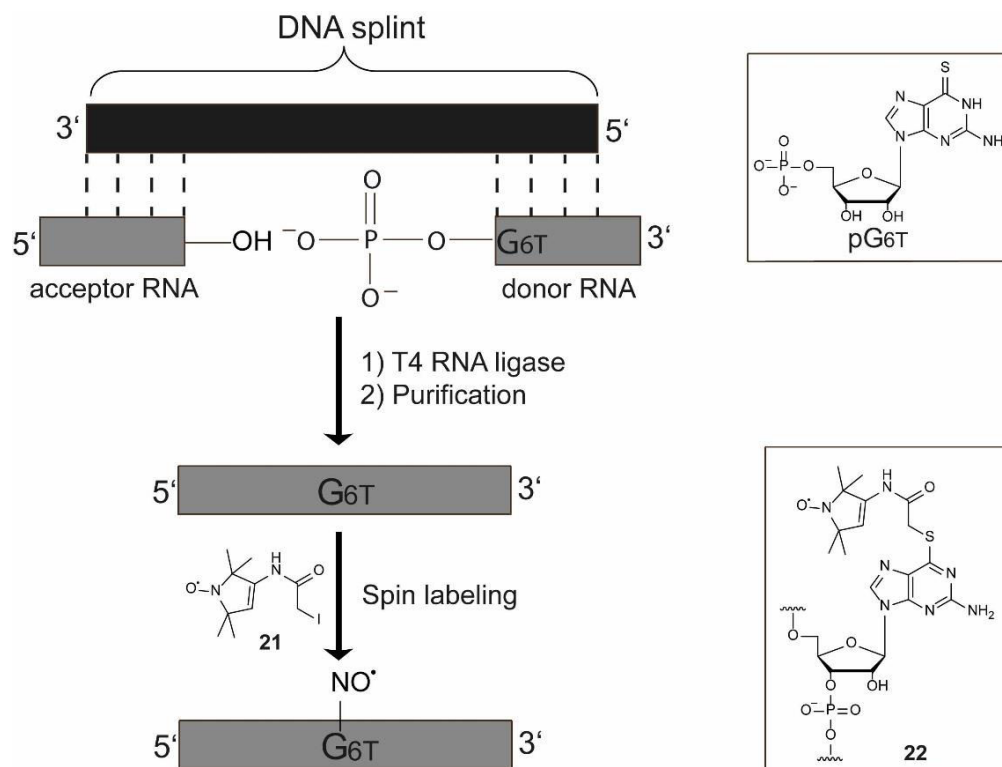 DNA splint
3‘
5‘
5‘
OH
⁻O
O
P
O
O⁻
G6T
3‘
acceptor RNA
donor RNA
1) T4 RNA ligase
2) Purification
5‘
G6T
3‘
O•
N
H
N
O
I
21
Spin labeling
NO•
5‘
G6T
3‘
S
N
NH
N
N
NH₂
O
O⁻P
O
O⁻
O
OH OH
pG6T
H
N
O
O•
N
S
N
N
N
N
NH₂
O
O
O
OH
O⁻P=O
O
22